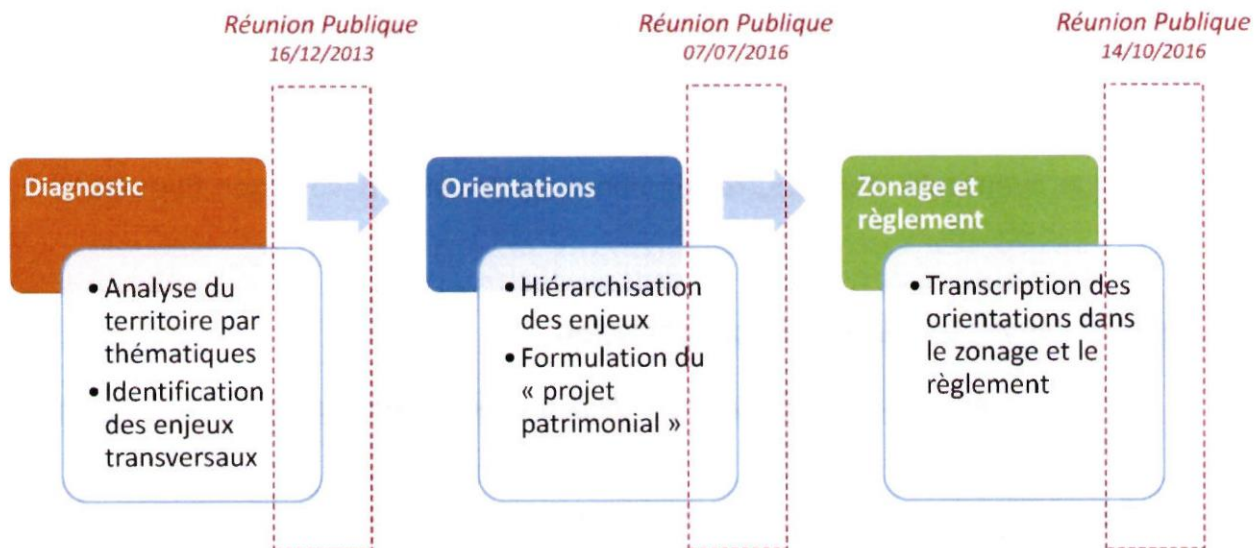 Réunion Publique
16/12/2013
Réunion Publique
07/07/2016
Réunion Publique
14/10/2016
Diagnostic
• Analyse du
territoire par
thématiques
• Identification
des enjeux
transversaux
Orientations
• Hiérarchisation
des enjeux
• Formulation du
« projet
patrimonial »
Zonage et
règlement
• Transcription des
orientations dans
le zonage et le
règlement